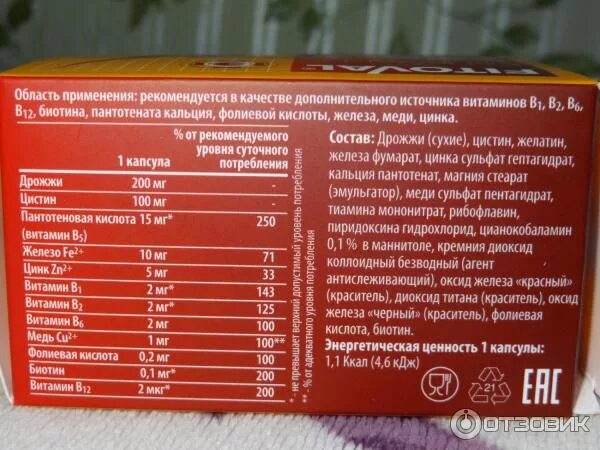 FITOVAL
Область применения: рекомендуется в качестве дополнительного источника витаминов B1, B2, B6,
B12, биотина, пантотената кальция, фолиевой кислоты, железа, меди, цинка.
1 капсула
% от рекомендуемого
уровня суточного
потребления
Дрожжи 200 мг -
Цистин 100 мг -
Пантотеновая кислота 15 мг* 250
(витамин B5)
Железо Fe2+ 10 мг 71
Цинк Zn2+ 5 мг 33
Витамин B1 2 мг* 143
Витамин B2 2 мг* 125
Витамин B6 2 мг 100
Медь Cu2+ 1 мг 100**
Фолиевая кислота 0,2 мг 100
Биотин 0,1 мг* 200
Витамин B12 2 мкг* 200
* - не превышает верхний допустимый уровень потребления
** - % от адекватного уровня потребления
Состав: Дрожжи (сухие), цистин, желатин,
железа фумарат, цинка сульфат гептагидрат,
кальция пантотенат, магния стеарат
(эмульгатор), меди сульфат пентагидрат,
тиамина мононитрат, рибофлавин,
пиридоксина гидрохлорид, цианокобаламин
0,1 % в маннитоле, кремния диоксид
коллоидный безводный (агент
антислеживающий), оксид железа «красный»
(краситель), диоксид титана (краситель), оксид
железа «черный» (краситель), фолиевая
кислота, биотин.
Энергетическая ценность 1 капсулы:
1,1 Ккал (4,6 кДж)
21
EAC
ОТЗОВИК